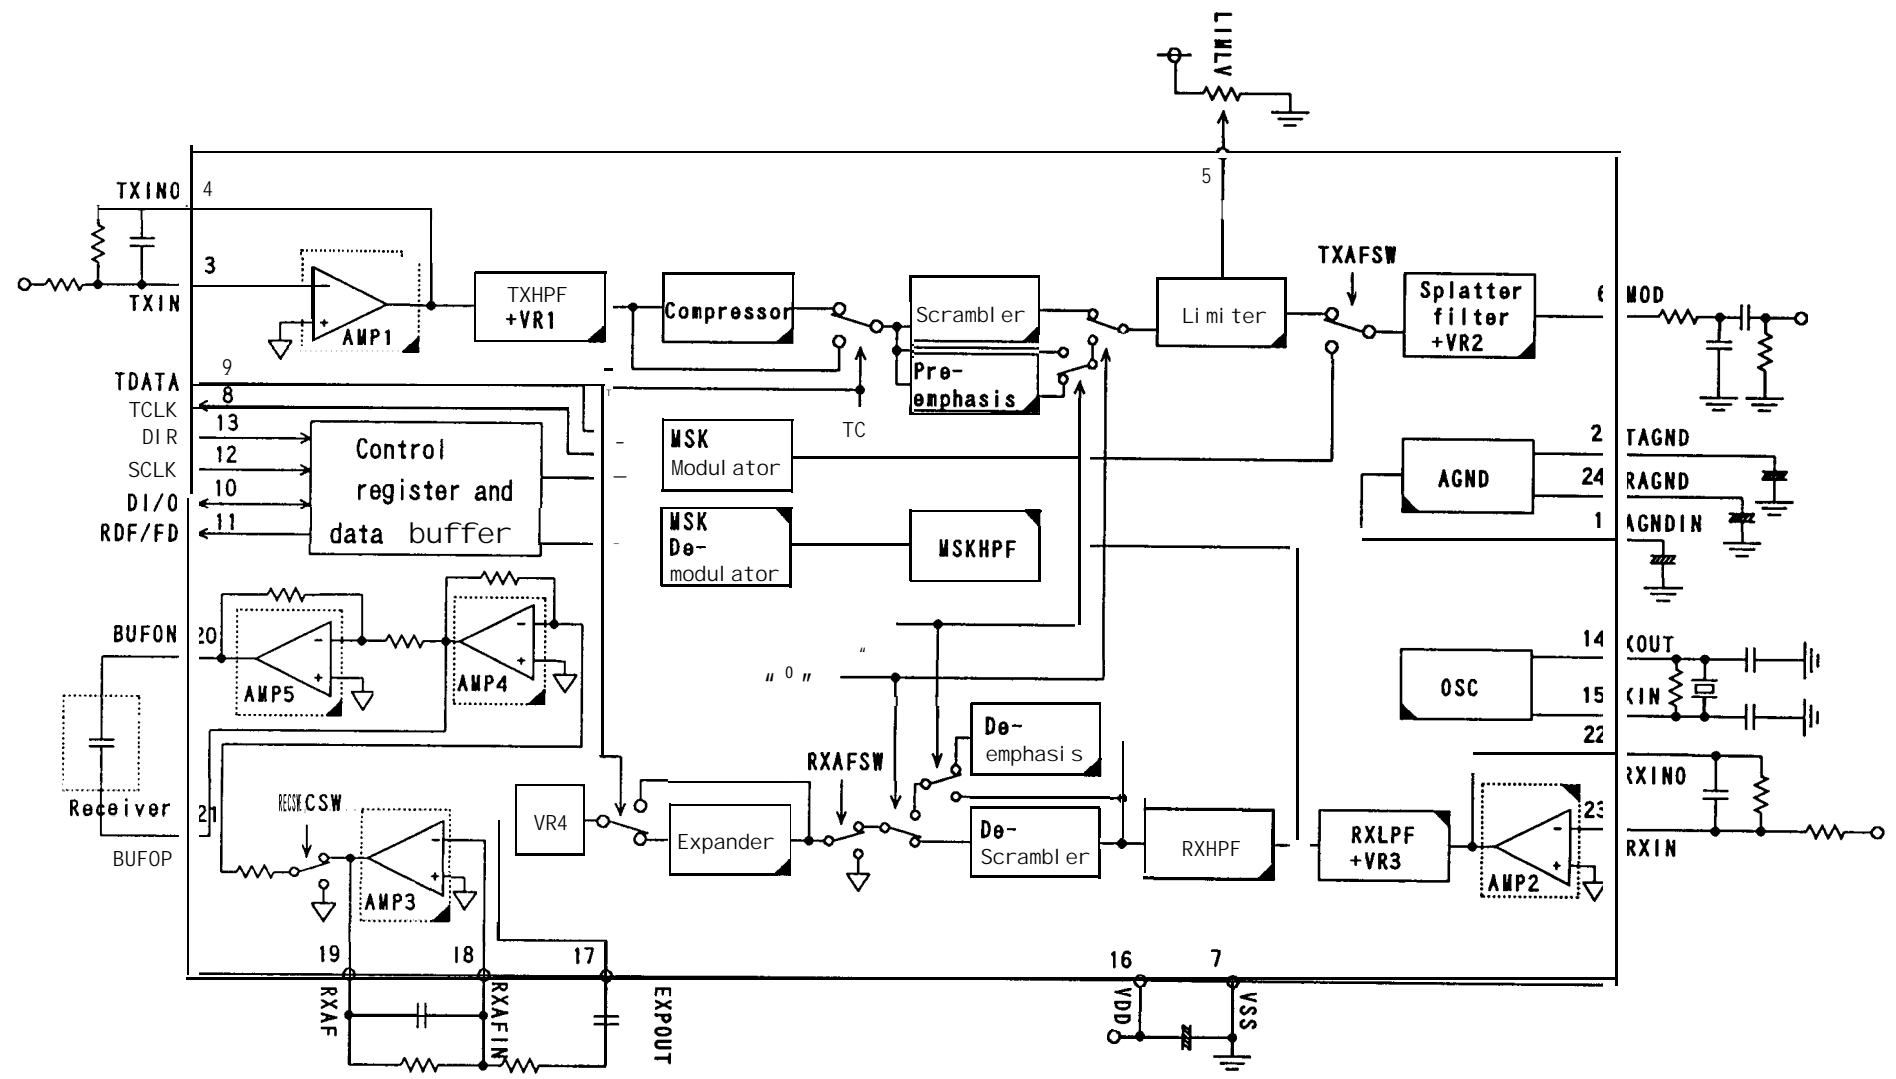 LIMLV
5
TXINO 4
3
TXIN
AMP1
TXHPF
+VR1
Compressor
Scrambler
Pre-
emphasis
Limiter
TXAFSW
Splatter
filter
+VR2
6 MOD
TDATA 9
TCLK 8
DIR 13
SCLK 12
DI/O 10
RDF/FD 11
Control
register and
data buffer
TC
MSK
Modulator
MSK
De-
modulator
MSKHPF
AGND
2 TAGND
24 RAGND
1 AGNDIN
BUFON 20
AMP5
AMP4
"0"
OSC
14 XOUT
15 XIN
22
RXINO
23
RXIN
Receiver
21
BUFOP
RECSW
CSW
AMP3
VR4
Expander
RXAFSW
De-
emphasis
De-
Scrambler
RXHPF
RXLPF
+VR3
AMP2
19
18
17
16
7
RXAF
RXAFIN
EXPOUT
VDD
VSS